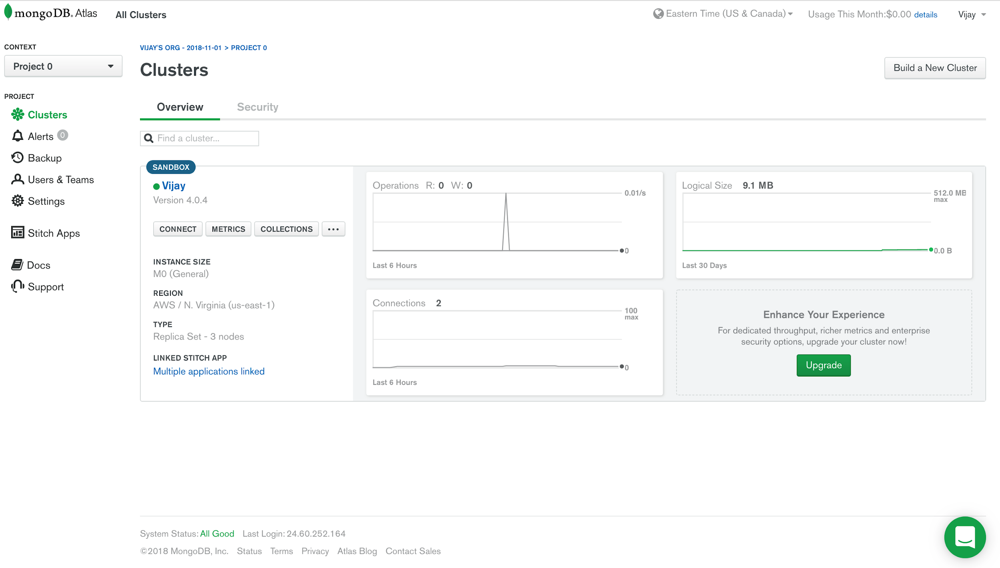 mongoDB. Atlas All Clusters Eastern Time (US & Canada) Usage This Month:$0.00 details Vijay
CONTEXT
Project 0
PROJECT
Clusters
Alerts 0
Backup
Users & Teams
Settings
Stitch Apps
Docs
Support
VIJAY'S ORG - 2018-11-01 > PROJECT 0
Clusters
Build a New Cluster
Overview Security
Find a cluster...
SANDBOX
Vijay
Version 4.0.4
CONNECT METRICS COLLECTIONS ...
INSTANCE SIZE
M0 (General)
REGION
AWS / N. Virginia (us-east-1)
TYPE
Replica Set - 3 nodes
LINKED STITCH APP
Multiple applications linked
Operations R: 0 W: 0
0.01/s
0
Last 6 Hours
Logical Size 9.1 MB
512.0 MB
max
0.0 B
Last 30 Days
Connections 2
100
max
0
Last 6 Hours
Enhance Your Experience
For dedicated throughput, richer metrics and enterprise
security options, upgrade your cluster now!
Upgrade
System Status: All Good Last Login: 24.60.252.164
©2018 MongoDB, Inc. Status Terms Privacy Atlas Blog Contact Sales